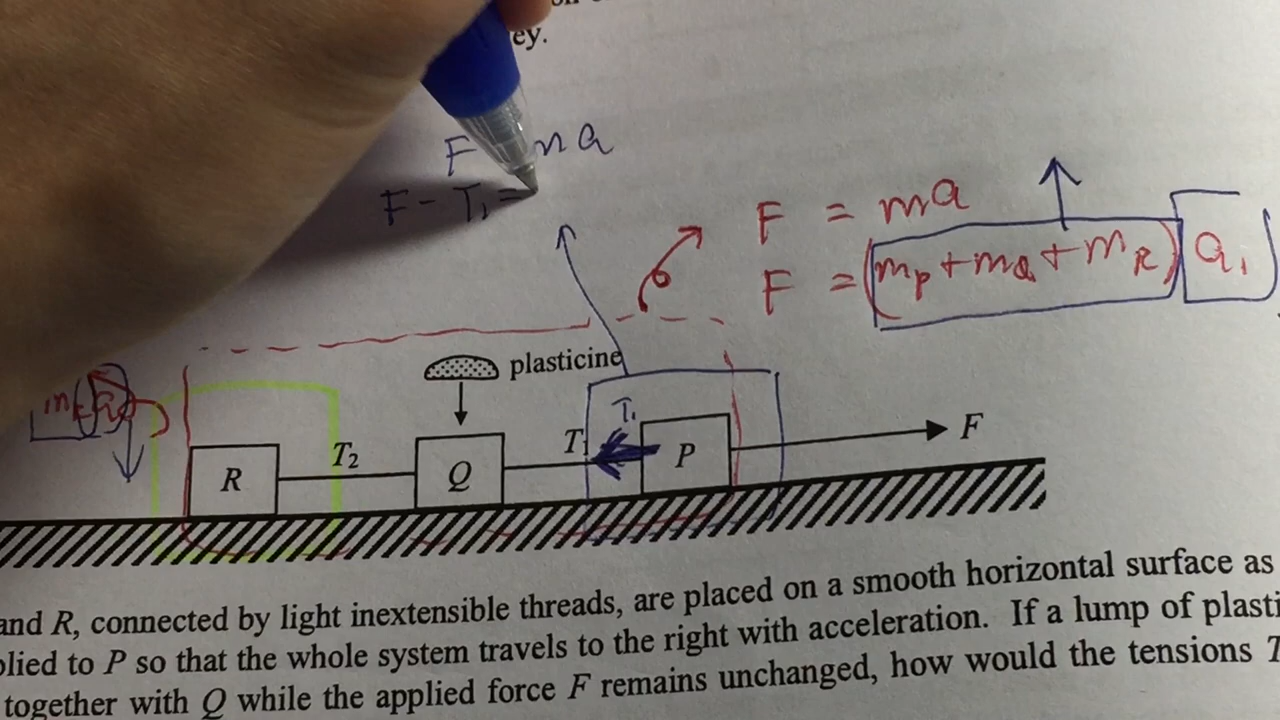 ey.
F = ma
F - T₁ =
F = ma
F = (mₚ + m_Q + m_R) a₁
plasticine
T₁
R
T₂
Q
T₁
P
F
and R, connected by light inextensible threads, are placed on a smooth horizontal surface as
plied to P so that the whole system travels to the right with acceleration. If a lump of plasti
together with Q while the applied force F remains unchanged, how would the tensions T